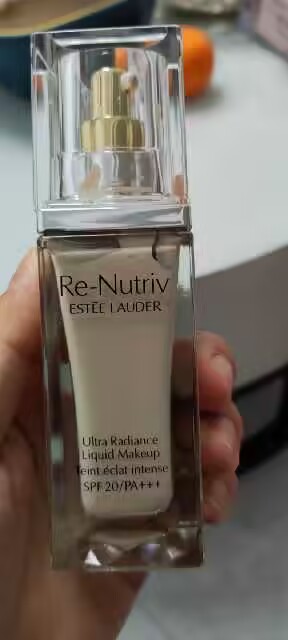 Re-Nutriv
ESTĒE LAUDER
Ultra Radiance
Liquid Makeup
Teint éclat intense
SPF 20/PA+++